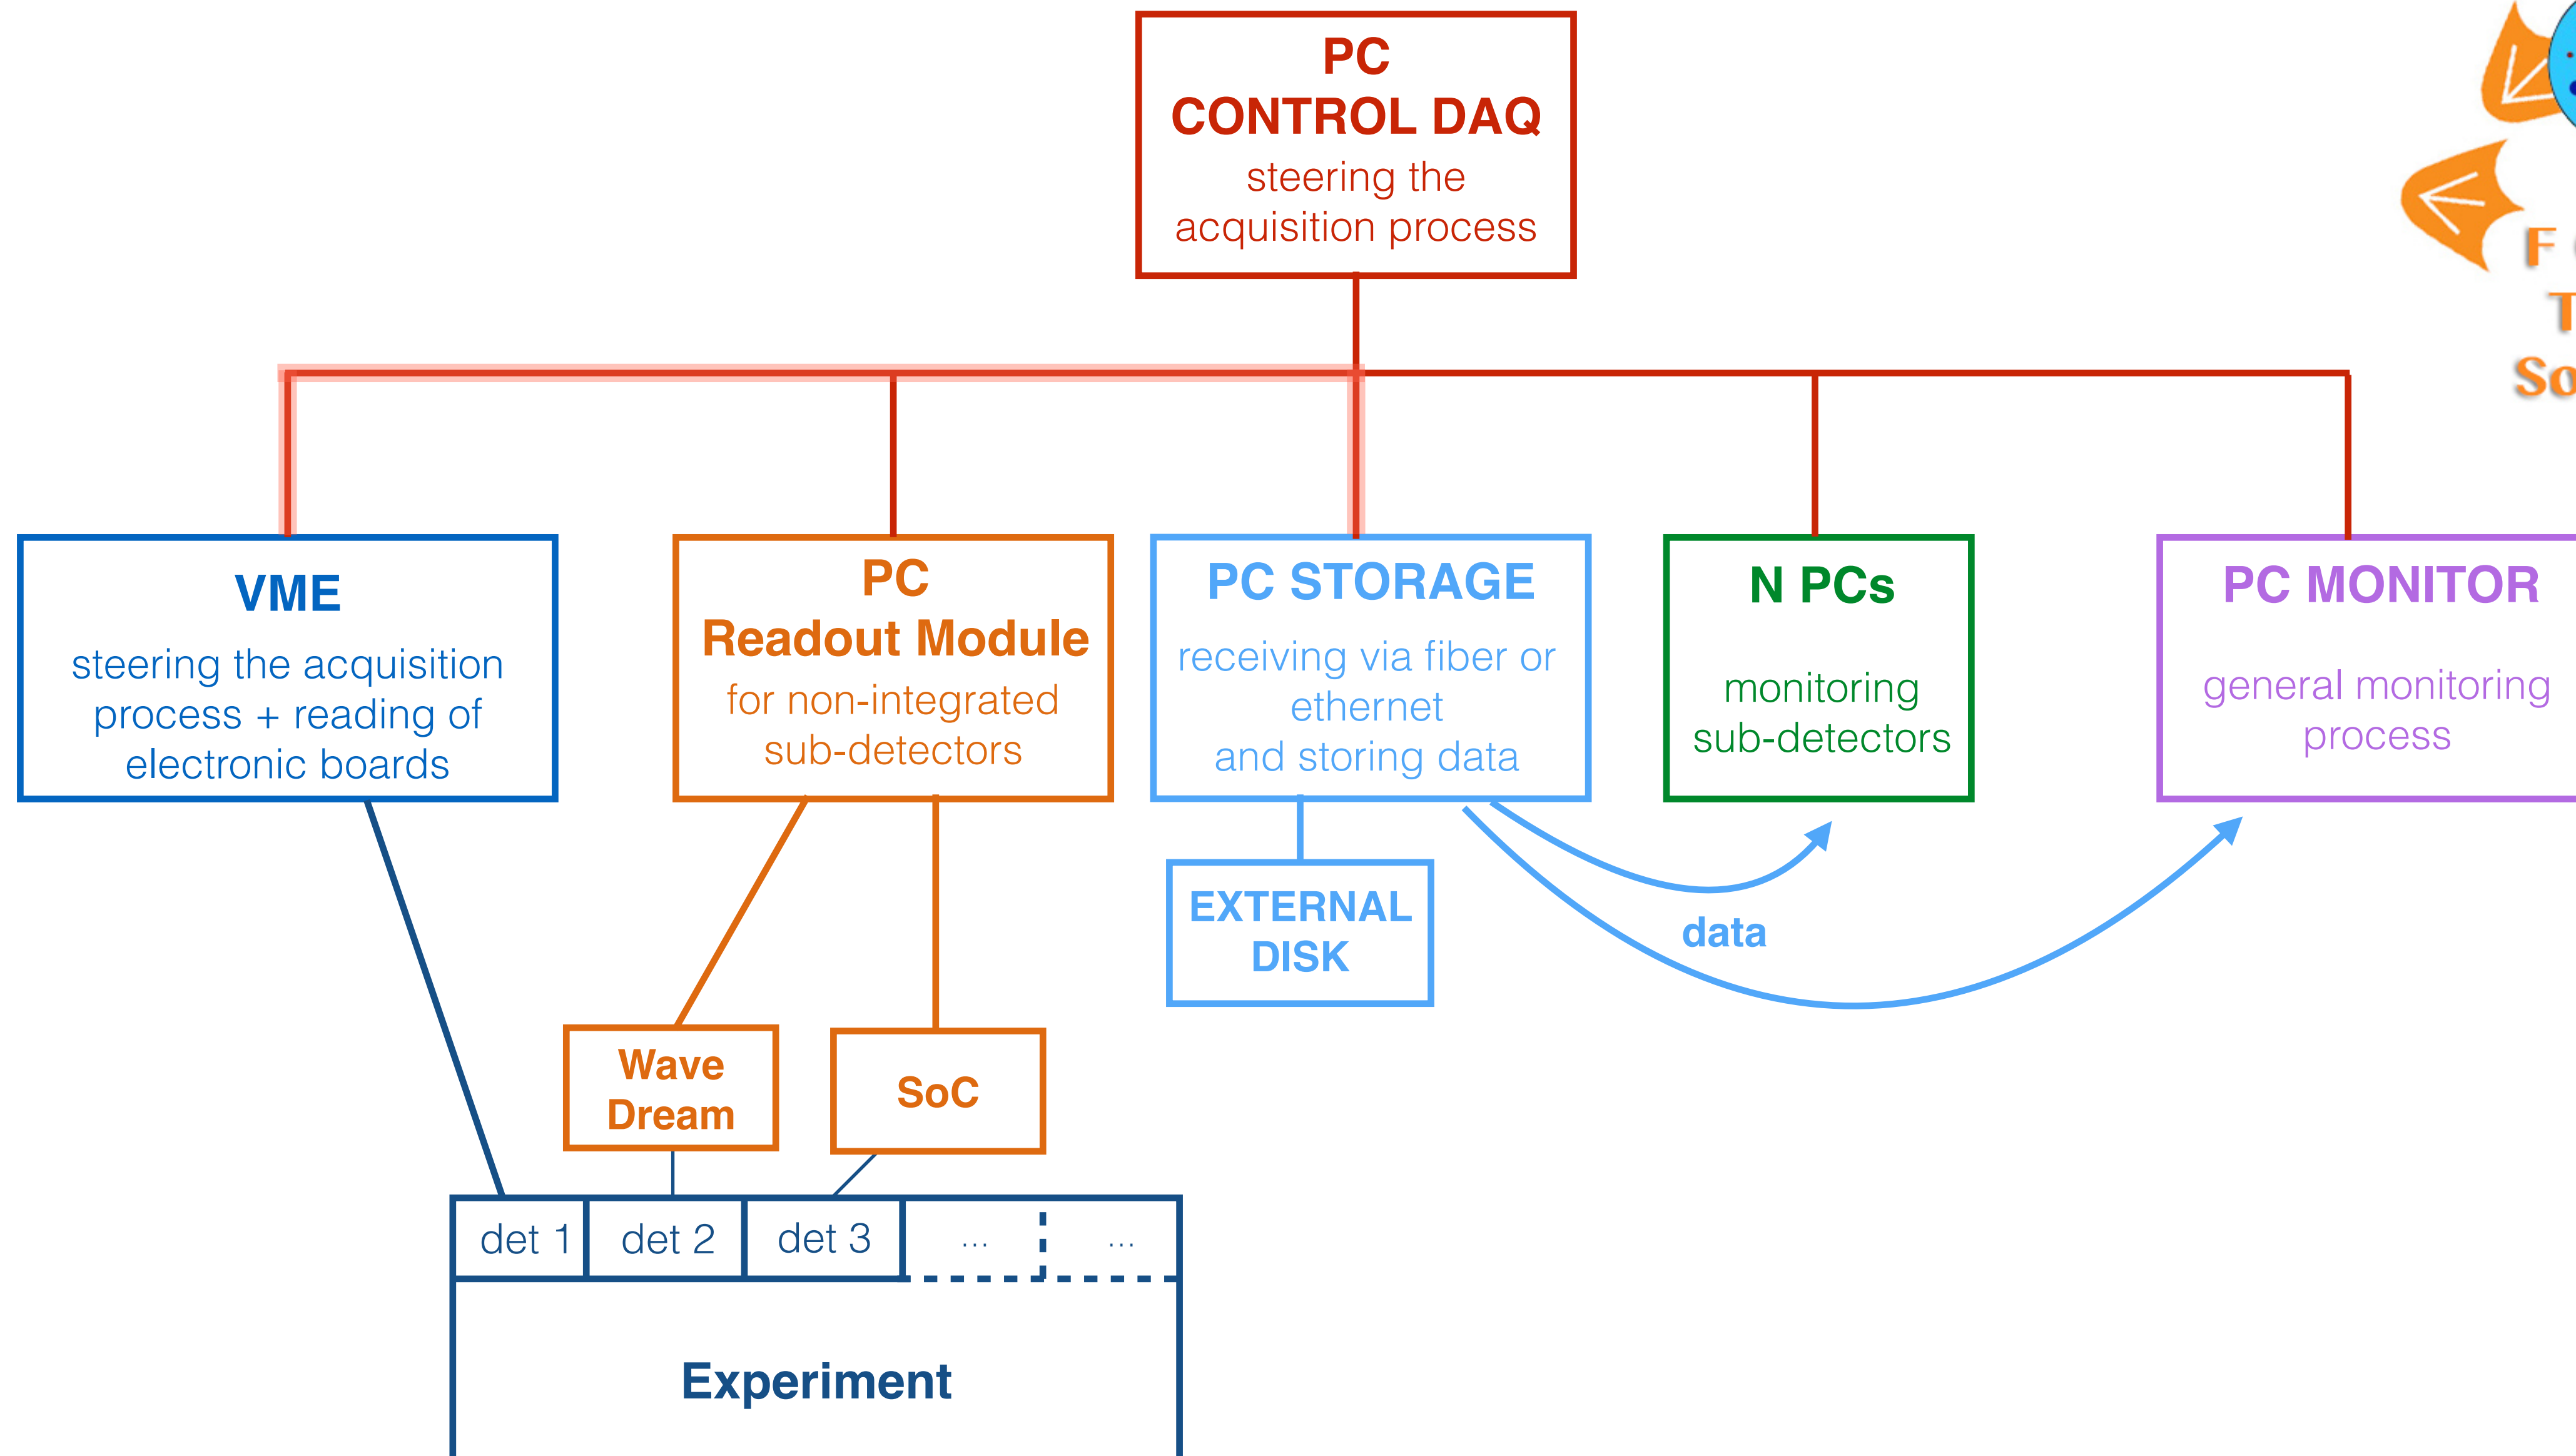 PC
CONTROL DAQ
steering the
acquisition process
VME
steering the acquisition
process + reading of
electronic boards
PC
Readout Module
for non-integrated
sub-detectors
PC STORAGE
receiving via fiber or
ethernet
and storing data
N PCs
monitoring
sub-detectors
PC MONITOR
general monitoring
process
EXTERNAL
DISK
data
Wave
Dream
SoC
det 1
det 2
det 3
...
...
Experiment
F
T
So